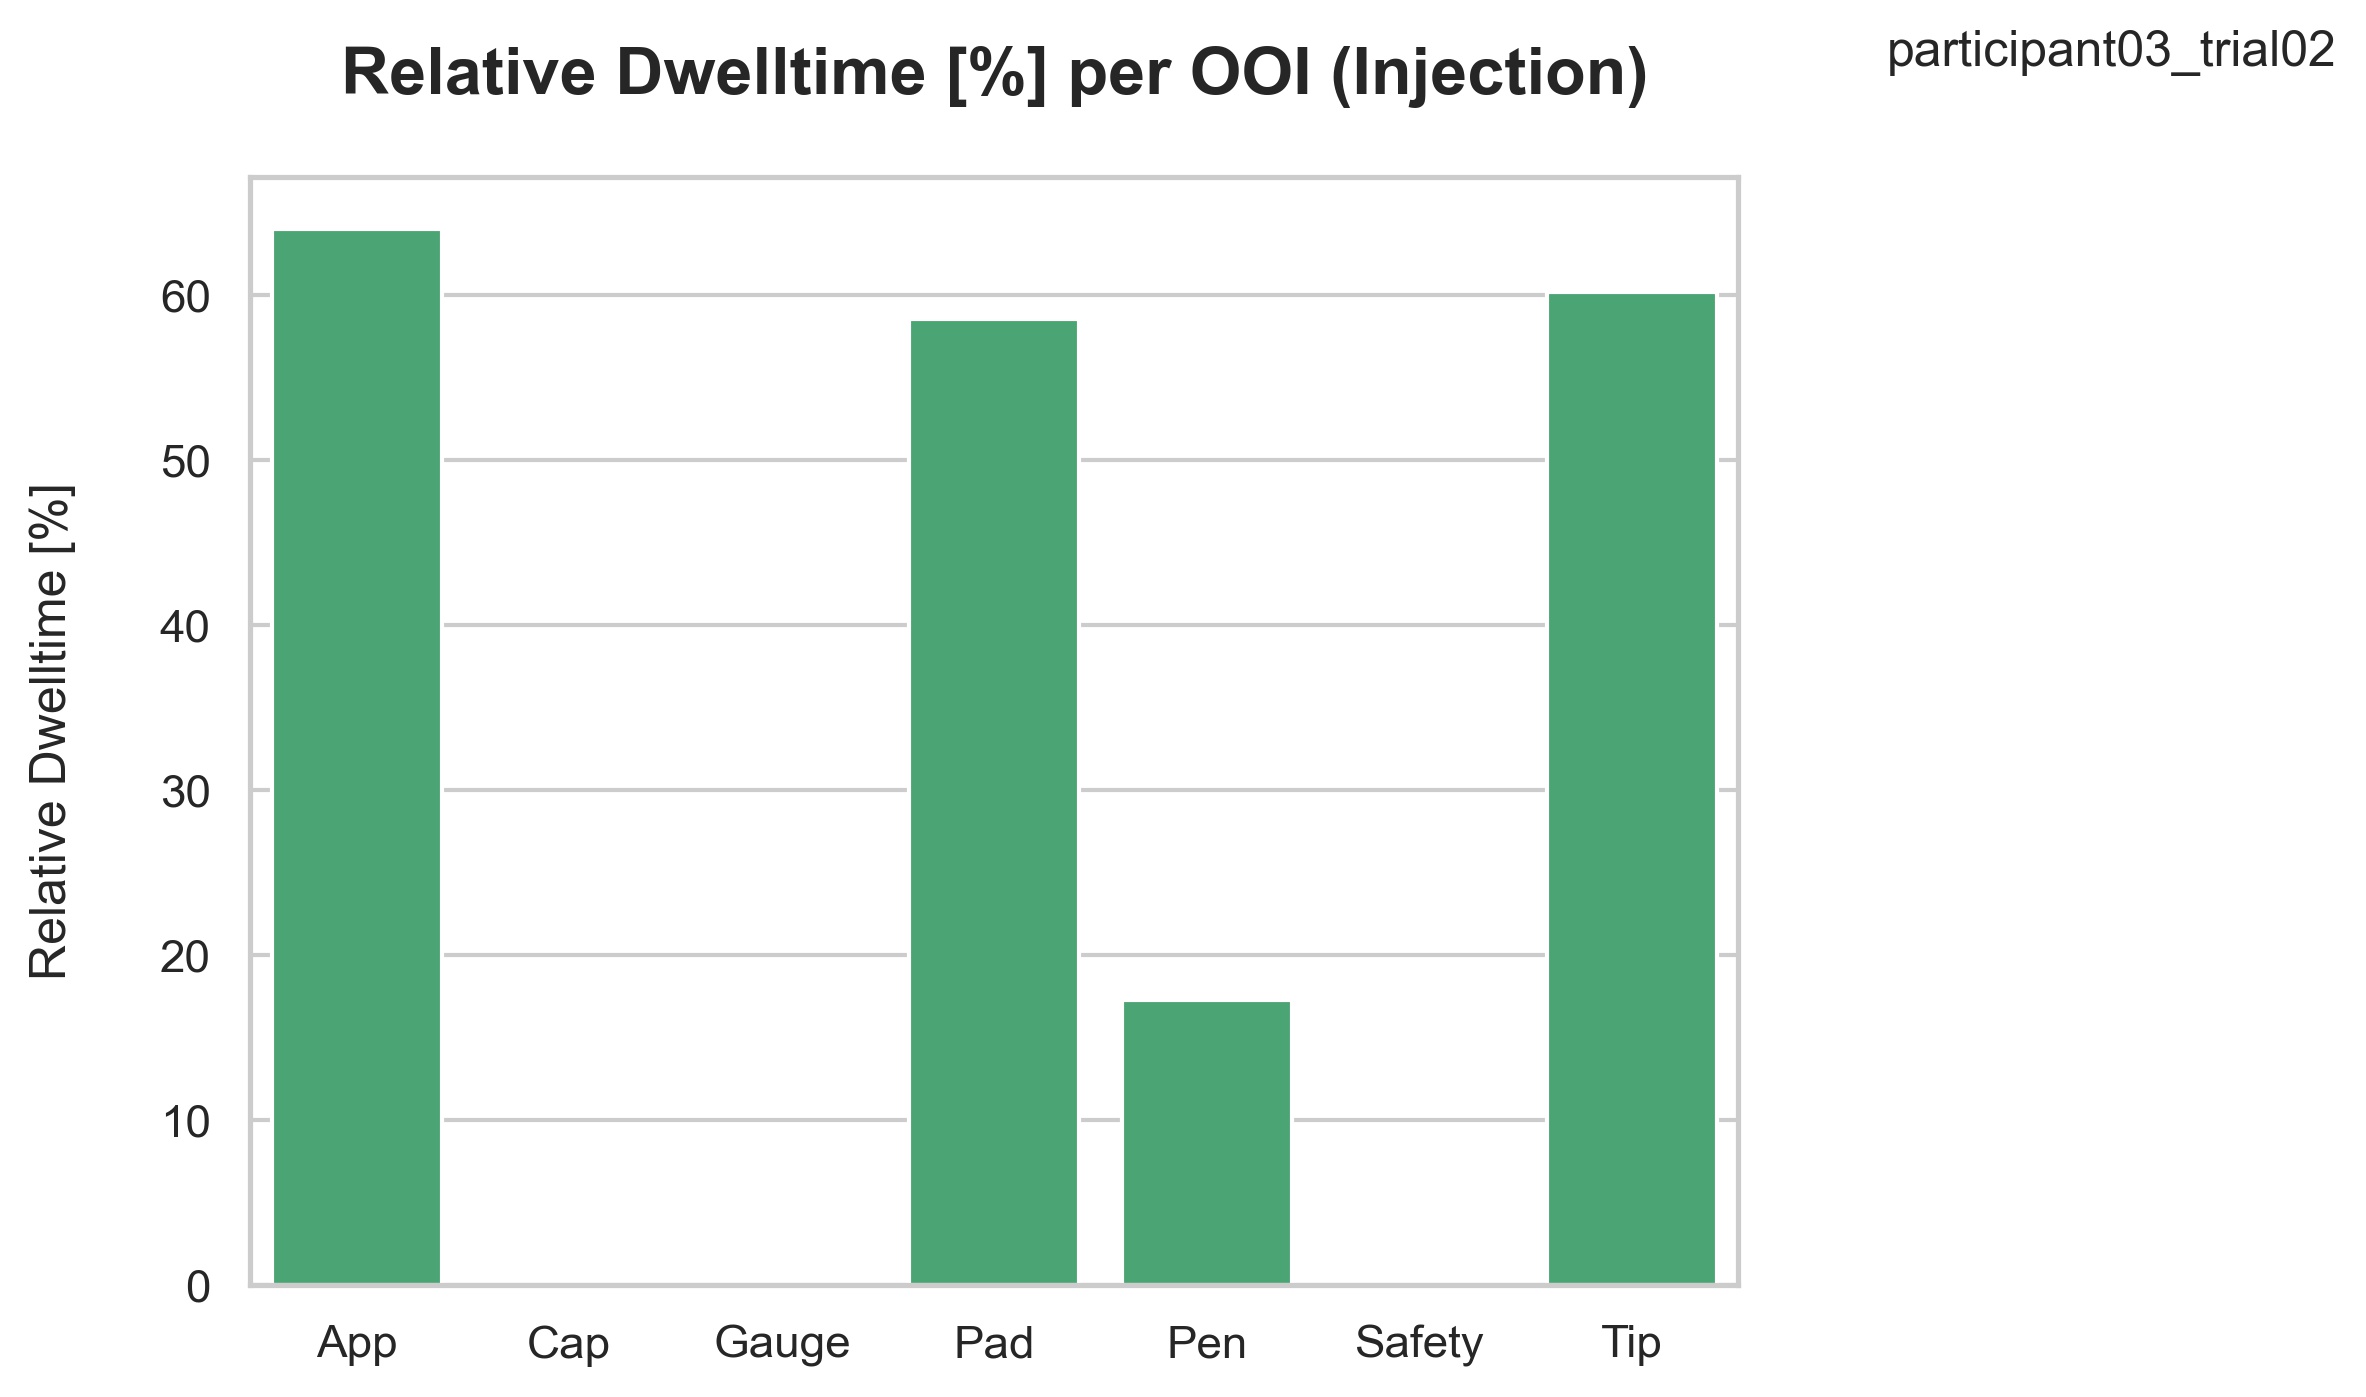 participant03_trial02
Relative Dwelltime [%] per OOI (Injection)
Relative Dwelltime [%]
60
50
40
30
20
10
0
App Cap Gauge Pad Pen Safety Tip